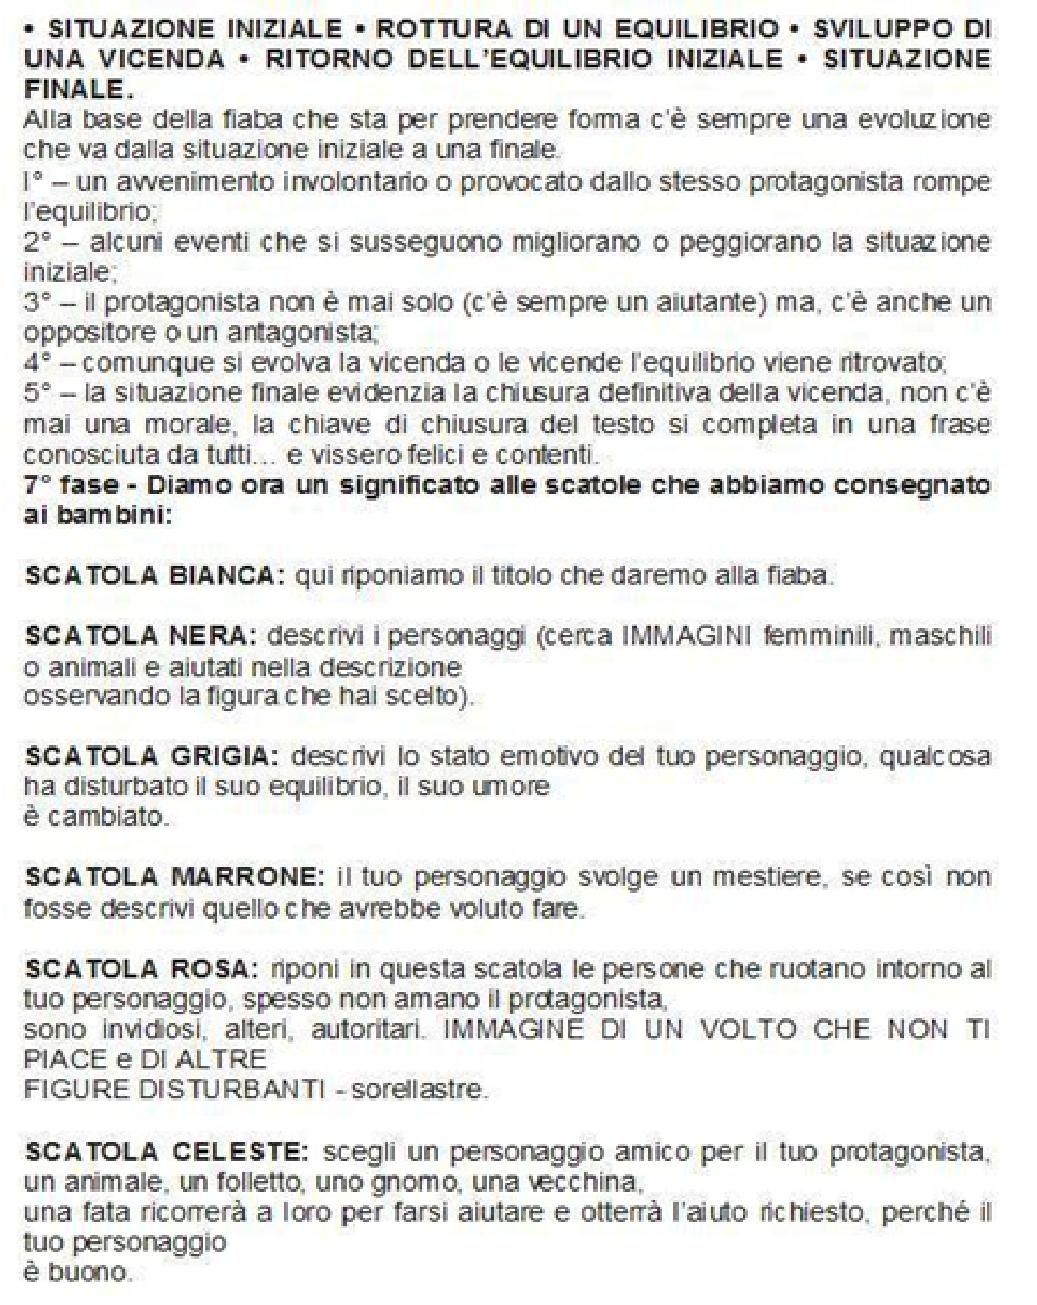 • SITUAZIONE INIZIALE • ROTTURA DI UN EQUILIBRIO • SVILUPPO DI
UNA VICENDA • RITORNO DELL'EQUILIBRIO INIZIALE • SITUAZIONE
FINALE.
Alla base della fiaba che sta per prendere forma c'è sempre una evoluzione
che va dalla situazione iniziale a una finale.
I° – un avvenimento involontario o provocato dallo stesso protagonista rompe
l'equilibrio;
2° – alcuni eventi che si susseguono migliorano o peggiorano la situazione
iniziale;
3° – il protagonista non è mai solo (c'è sempre un aiutante) ma, c'è anche un
oppositore o un antagonista;
4° – comunque si evolva la vicenda o le vicende l'equilibrio viene ritrovato;
5° – la situazione finale evidenzia la chiusura definitiva della vicenda, non c'è
mai una morale, la chiave di chiusura del testo si completa in una frase
conosciuta da tutti... e vissero felici e contenti.
7° fase - Diamo ora un significato alle scatole che abbiamo consegnato
ai bambini:
SCATOLA BIANCA: qui riponiamo il titolo che daremo alla fiaba.
SCATOLA NERA: descrivi i personaggi (cerca IMMAGINI femminili, maschili
o animali e aiutati nella descrizione
osservando la figura che hai scelto).
SCATOLA GRIGIA: descrivi lo stato emotivo del tuo personaggio, qualcosa
ha disturbato il suo equilibrio, il suo umore
è cambiato.
SCATOLA MARRONE: il tuo personaggio svolge un mestiere, se così non
fosse descrivi quello che avrebbe voluto fare.
SCATOLA ROSA: riponi in questa scatola le persone che ruotano intorno al
tuo personaggio, spesso non amano il protagonista,
sono invidiosi, alteri, autoritari. IMMAGINE DI UN VOLTO CHE NON TI
PIACE e DI ALTRE
FIGURE DISTURBANTI - sorellastre.
SCATOLA CELESTE: scegli un personaggio amico per il tuo protagonista,
un animale, un folletto, uno gnomo, una vecchina,
una fata ricorrerà a loro per farsi aiutare e otterrà l'aiuto richiesto, perché il
tuo personaggio
è buono.